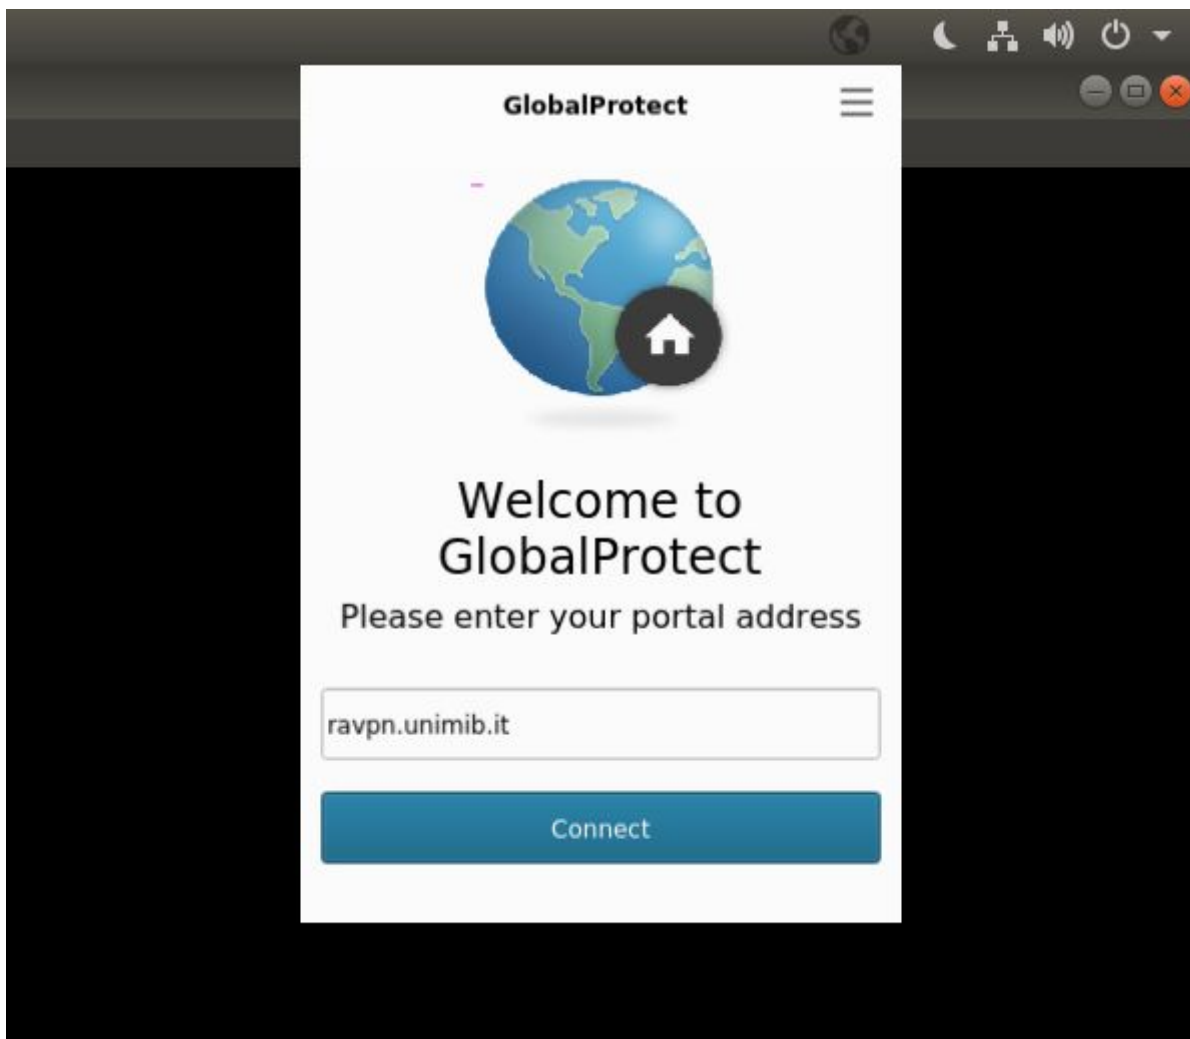 GlobalProtect
Welcome to
GlobalProtect
Please enter your portal address
ravpn.unimib.it
Connect